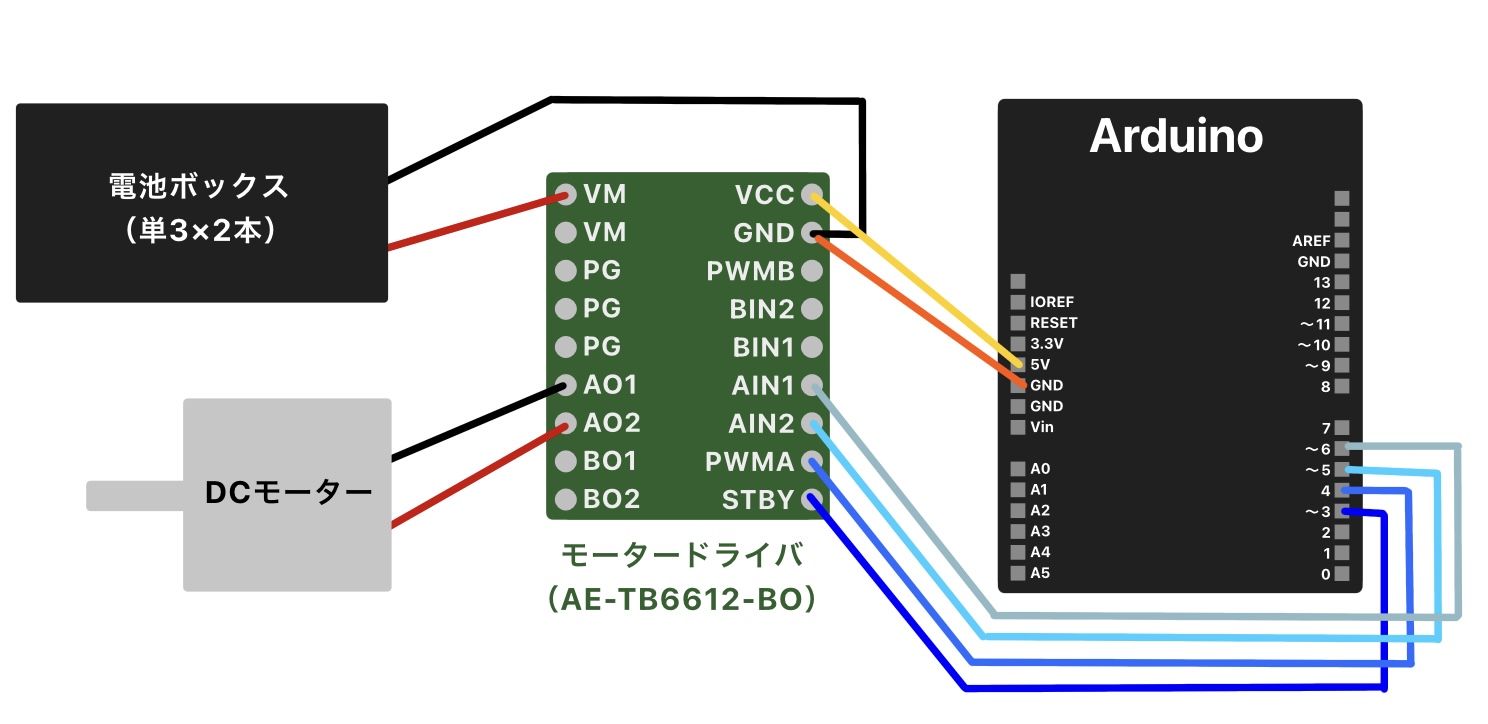 電池ボックス
（単3×2本）
DCモーター
VM
VM
PG
PG
PG
AO1
AO2
BO1
BO2
VCC
GND
PWMB
BIN2
BIN1
AIN1
AIN2
PWMA
STBY
モータードライバ
（AE-TB6612-BO）
Arduino
IOREF
RESET
3.3V
5V
GND
GND
Vin
A0
A1
A2
A3
A4
A5
AREF
GND
13
12
～11
～10
～9
8
7
～6
～5
4
～3
2
1
0